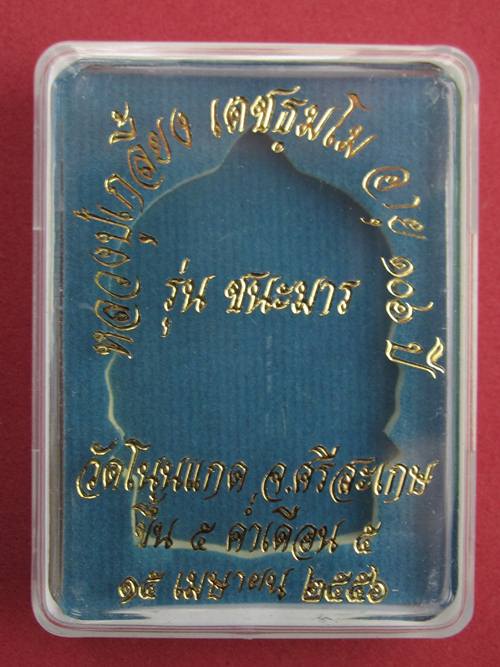 หลวงปู่เกลี้ยง เตชธมฺโม อายุ ๑๐๖ ปี
รุ่น ชนะมาร
วัดโนนแกด จ.ศรีสะเกษ
ขึ้น ๕ ค่ำเดือน ๕
๑๕ เมษายน ๒๕๕๖